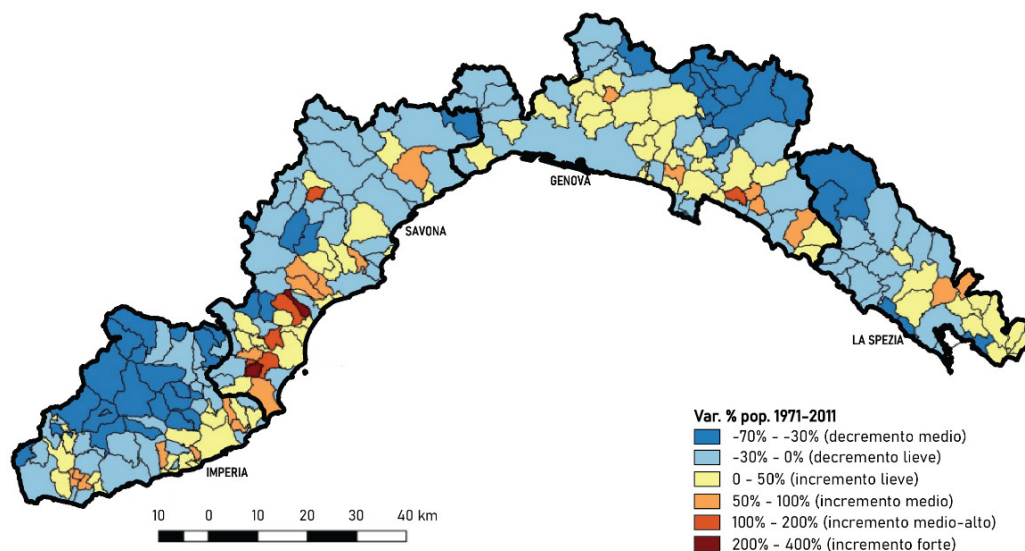 GENOVA
SAVONA
LA SPEZIA
IMPERIA
Var. % pop. 1971-2011
-70% - -30% (decremento medio)
-30% - 0% (decremento lieve)
0 - 50% (incremento lieve)
50% - 100% (incremento medio)
100% - 200% (incremento medio-alto)
200% - 400% (incremento forte)
10 0 10 20 30 40 km